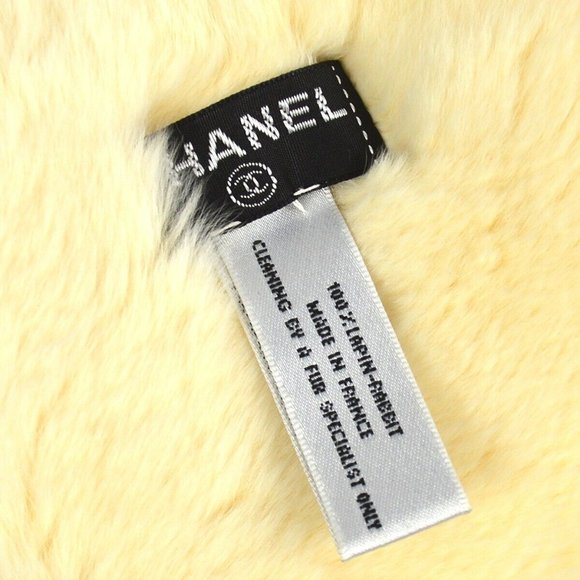 HANEL
100% LAPIN-RABBIT
MADE IN FRANCE
CLEANING BY A FUR SPECIALIST ONLY